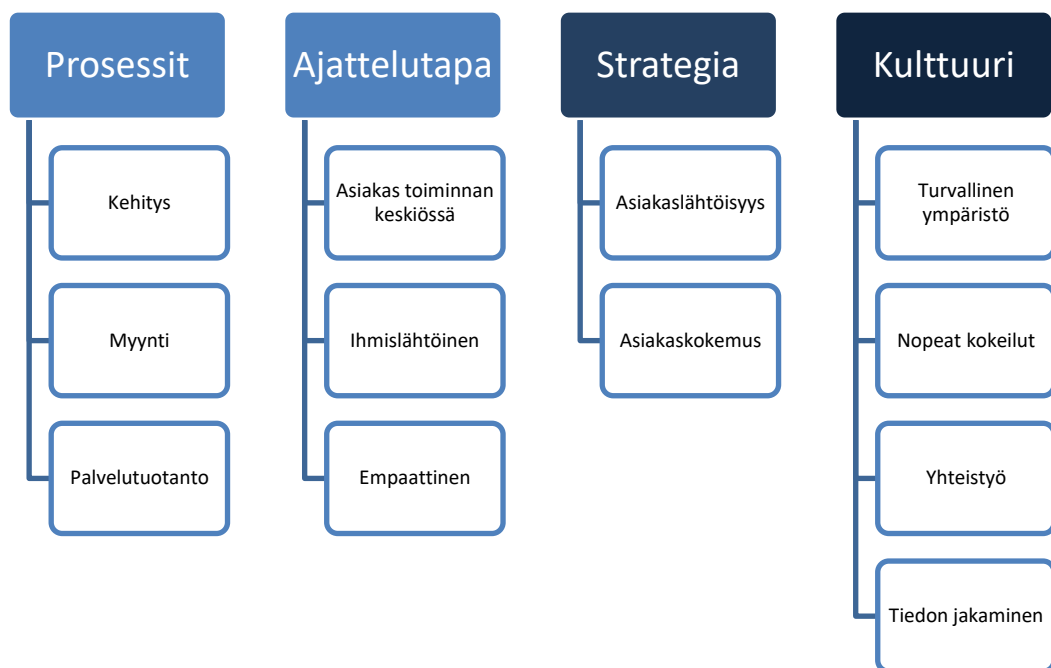 Prosessit
Kehitys
Myynti
Palvelutuotanto
Ajattelutapa
Asiakas toiminnan
keskiössä
Ihmislähtöinen
Empaattinen
Strategia
Asiakaslähtöisyys
Asiakaskokemus
Kulttuuri
Turvallinen
ympäristö
Nopeat kokeilut
Yhteistyö
Tiedon jakaminen